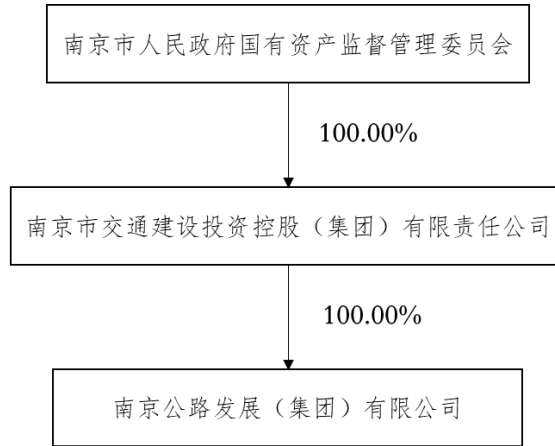 南京市人民政府国有资产监督管理委员会
100.00%
南京市交通建设投资控股（集团）有限责任公司
100.00%
南京公路发展（集团）有限公司